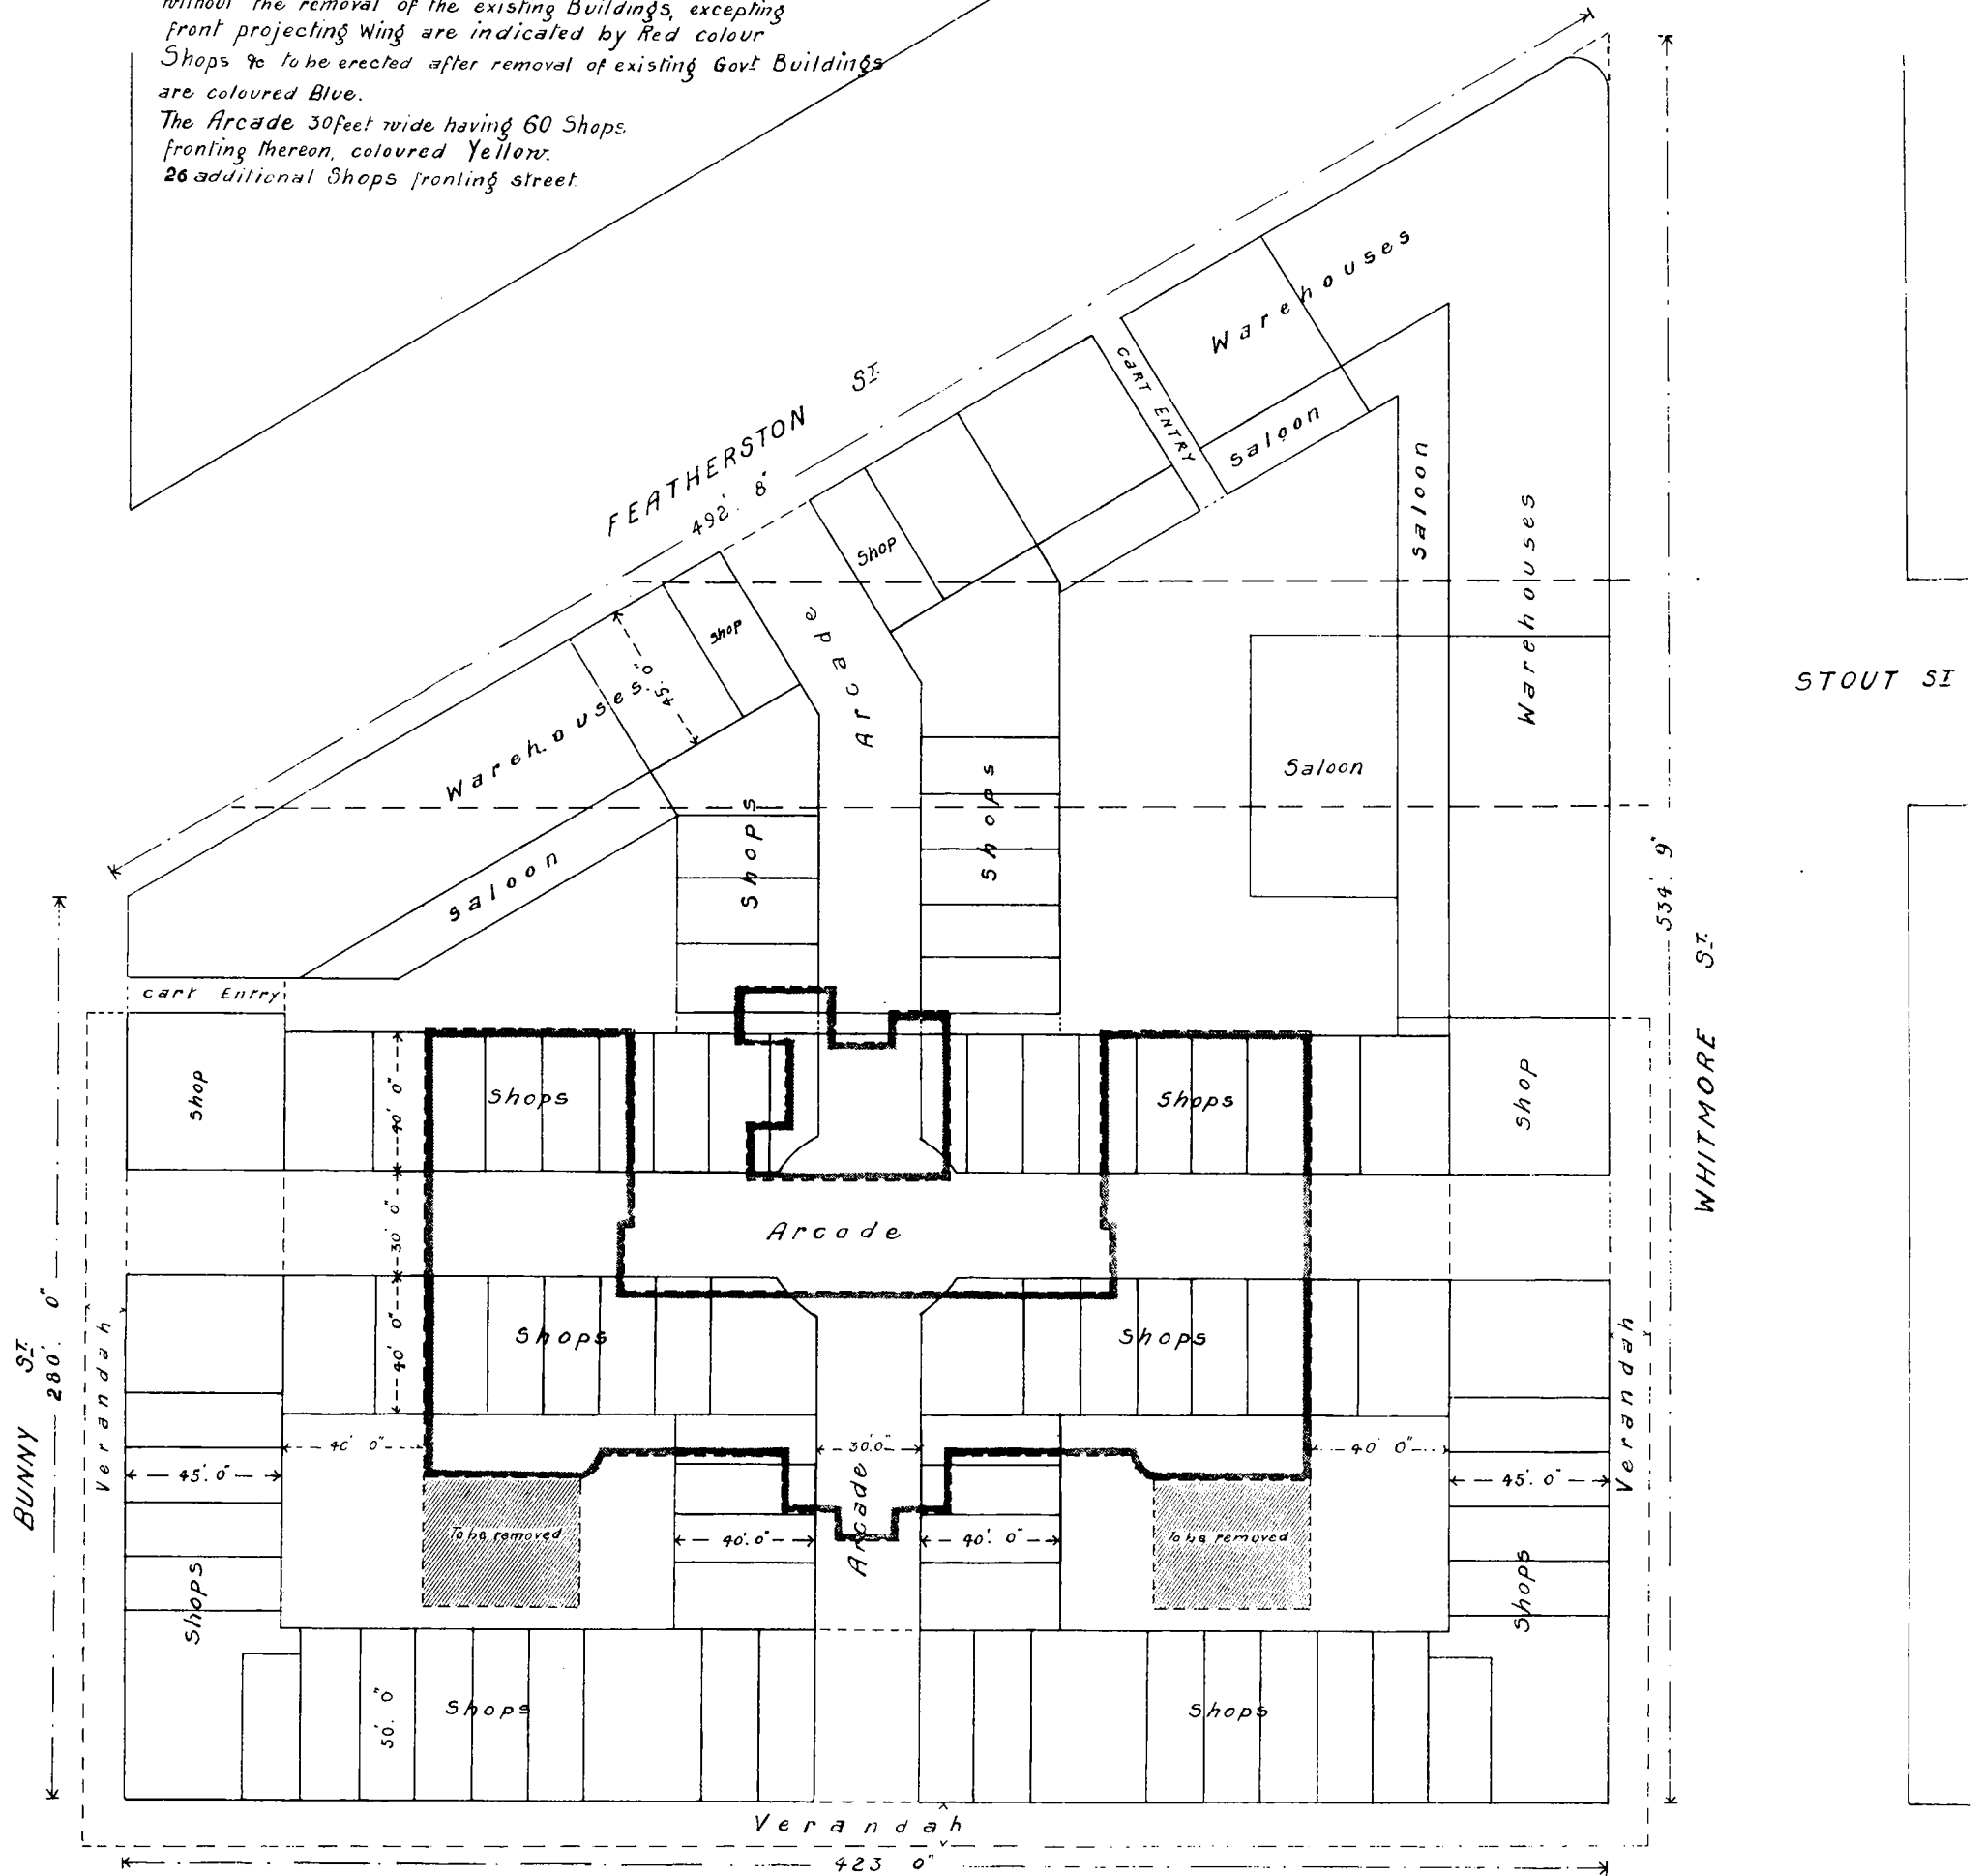 without the removal of the existing Buildings, excepting
front projecting Wing are indicated by Red colour
Shops &c to be erected after removal of existing Govt Buildings
are coloured Blue.
The Arcade 30 feet wide having 60 Shops
fronting thereon, coloured Yellow.
26 additional Shops fronting street.
Warehouses
CART ENTRY
Saloon
FEATHERSTON ST.
492'. 8"
Saloon
Warehouses
Shop
Shop
Arcade
45'. 0"
Warehouses
STOUT ST
Saloon
Shops
Shops
Saloon
534'. 9"
WHITMORE ST.
cart Entry
Shop
40' 0"
Shops
Shops
Shop
30' 0"
Arcade
BUNNY ST.
280'. 0"
Verandah
40' 0"
Shops
Shops
Verandah
40' 0"
30'0"
40' 0"
45'. 0"
45'. 0"
To be removed
40'. 0"
Arcade
40'. 0"
To be removed
Shops
Shops
50'. 0"
Shops
Shops
Verandah
423 0"